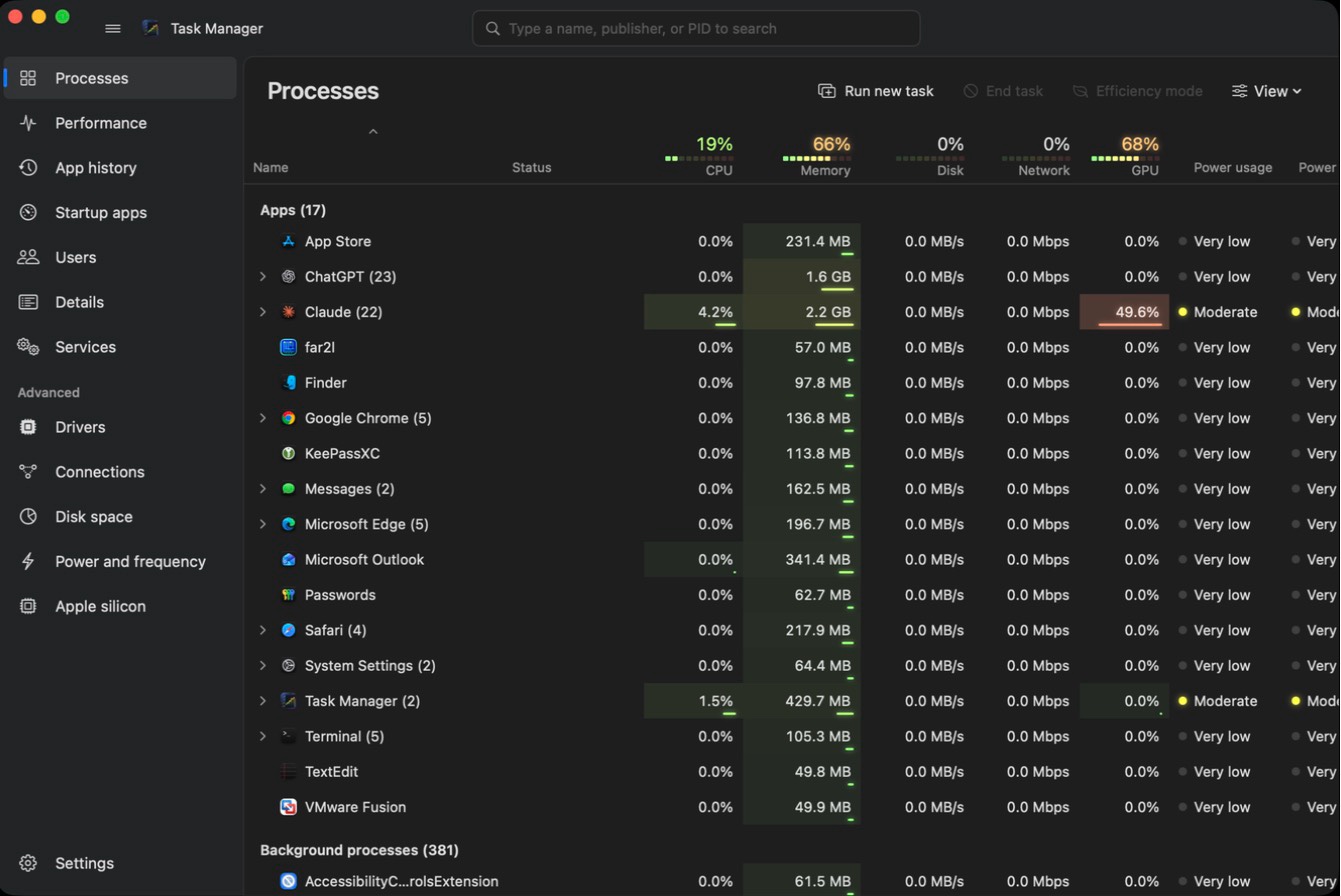 Task Manager
Type a name, publisher, or PID to search
Processes
Performance
App history
Startup apps
Users
Details
Services
Advanced
Drivers
Connections
Disk space
Power and frequency
Apple silicon
Settings
Processes
Run new task End task Efficiency mode View
19% 66% 0% 0% 68%
Name Status CPU Memory Disk Network GPU Power usage Power
Apps (17)
App Store 0.0% 231.4 MB 0.0 MB/s 0.0 Mbps 0.0% Very low Very
ChatGPT (23) 0.0% 1.6 GB 0.0 MB/s 0.0 Mbps 0.0% Very low Very
Claude (22) 4.2% 2.2 GB 0.0 MB/s 0.0 Mbps 49.6% Moderate Mod
far2l 0.0% 57.0 MB 0.0 MB/s 0.0 Mbps 0.0% Very low Very
Finder 0.0% 97.8 MB 0.0 MB/s 0.0 Mbps 0.0% Very low Very
Google Chrome (5) 0.0% 136.8 MB 0.0 MB/s 0.0 Mbps 0.0% Very low Very
KeePassXC 0.0% 113.8 MB 0.0 MB/s 0.0 Mbps 0.0% Very low Very
Messages (2) 0.0% 162.5 MB 0.0 MB/s 0.0 Mbps 0.0% Very low Very
Microsoft Edge (5) 0.0% 196.7 MB 0.0 MB/s 0.0 Mbps 0.0% Very low Very
Microsoft Outlook 0.0% 341.4 MB 0.0 MB/s 0.0 Mbps 0.0% Very low Very
Passwords 0.0% 62.7 MB 0.0 MB/s 0.0 Mbps 0.0% Very low Very
Safari (4) 0.0% 217.9 MB 0.0 MB/s 0.0 Mbps 0.0% Very low Very
System Settings (2) 0.0% 64.4 MB 0.0 MB/s 0.0 Mbps 0.0% Very low Very
Task Manager (2) 1.5% 429.7 MB 0.0 MB/s 0.0 Mbps 0.0% Moderate Mod
Terminal (5) 0.0% 105.3 MB 0.0 MB/s 0.0 Mbps 0.0% Very low Very
TextEdit 0.0% 49.8 MB 0.0 MB/s 0.0 Mbps 0.0% Very low Very
VMware Fusion 0.0% 49.9 MB 0.0 MB/s 0.0 Mbps 0.0% Very low Very
Background processes (381)
AccessibilityC...rolsExtension 0.0% 61.5 MB 0.0 MB/s 0.0 Mbps 0.0% Very low Very